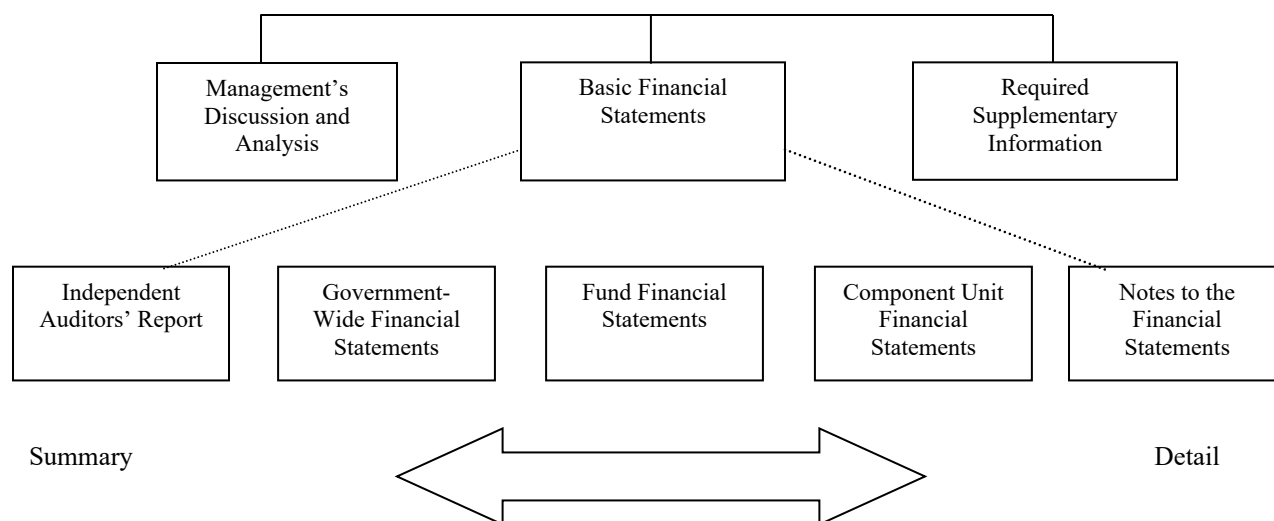 Management’s
Discussion and
Analysis
Basic Financial
Statements
Required
Supplementary
Information
Independent
Auditors’ Report
Government-
Wide Financial
Statements
Fund Financial
Statements
Component Unit
Financial
Statements
Notes to the
Financial
Statements
Summary
Detail